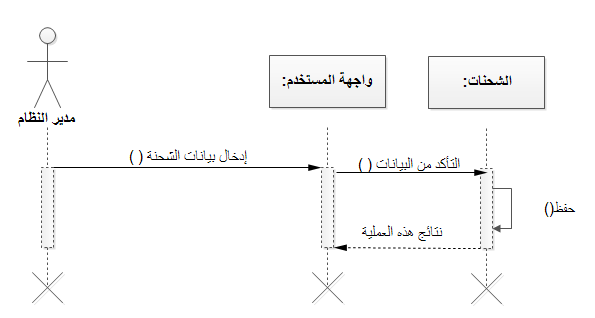 مدير النظام
واجهة المستخدم:
الشحنات:
إدخال بيانات الشحنة ( )
التأكد من البيانات ( )
حفظ()
نتائج هذه العملية